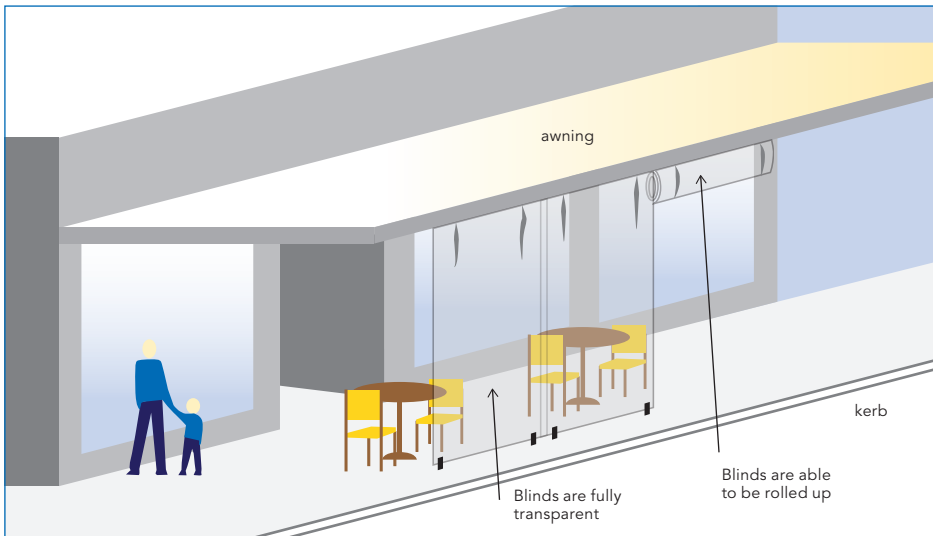 awning
kerb
Blinds are able
to be rolled up
Blinds are fully
transparent